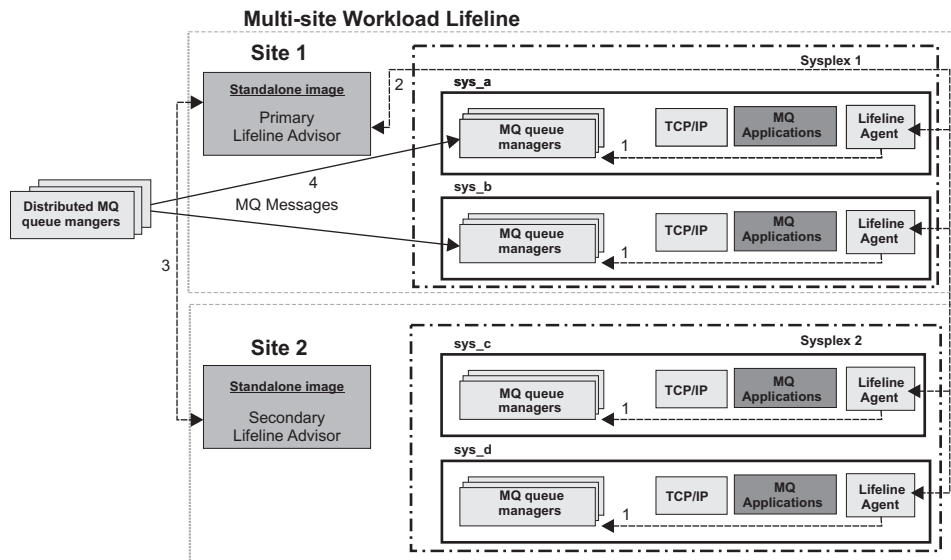 Multi-site Workload Lifeline
Site 1
Standalone image
Primary
Lifeline Advisor
2
Sysplex 1
sys_a
MQ queue
managers
TCP/IP
MQ
Applications
Lifeline
Agent
1
4
MQ Messages
Distributed MQ
queue mangers
sys_b
MQ queue
managers
TCP/IP
MQ
Applications
Lifeline
Agent
1
3
Site 2
Standalone image
Secondary
Lifeline Advisor
Sysplex 2
sys_c
MQ queue
managers
TCP/IP
MQ
Applications
Lifeline
Agent
1
sys_d
MQ queue
managers
TCP/IP
MQ
Applications
Lifeline
Agent
1